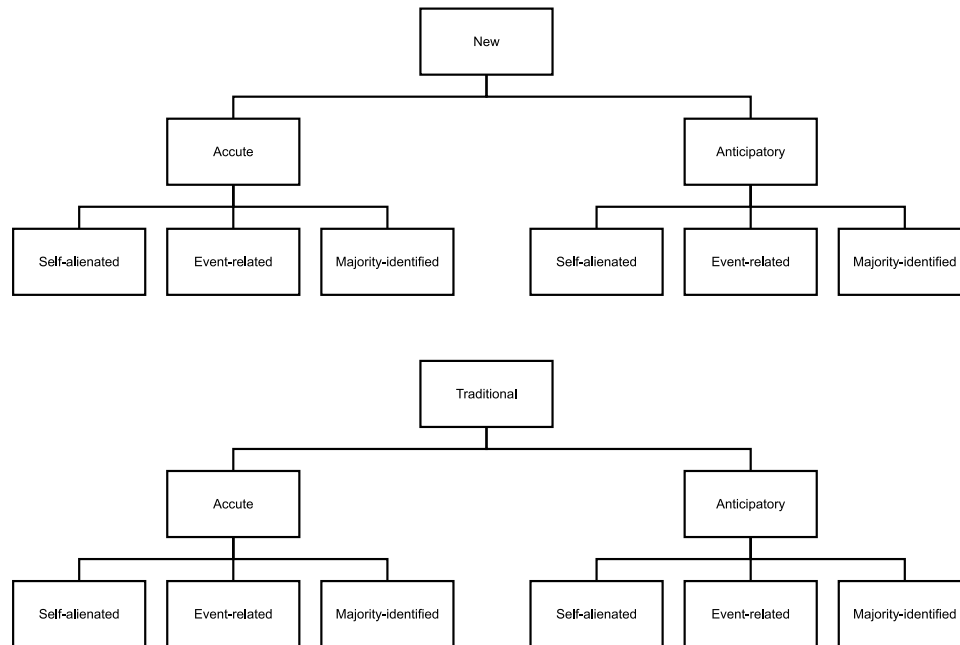 New
Accute
Anticipatory
Self-alienated
Event-related
Majority-identified
Self-alienated
Event-related
Majority-identified
Traditional
Accute
Anticipatory
Self-alienated
Event-related
Majority-identified
Self-alienated
Event-related
Majority-identified